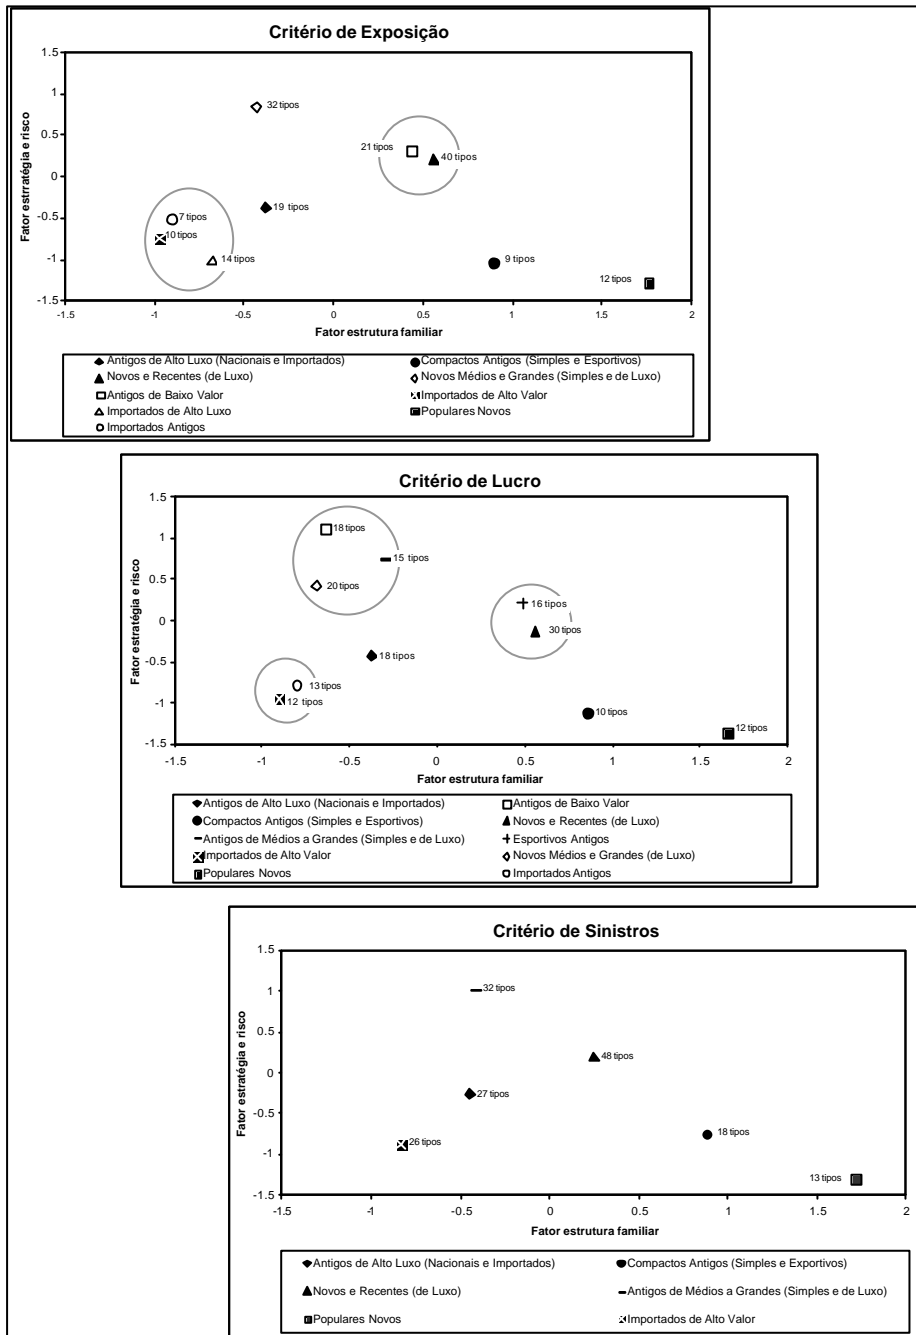 Critério de Exposição
Fator estrratégia e risco
1.5
1
0.5
0
-0.5
-1
-1.5
32 tipos
21 tipos
40 tipos
19 tipos
7 tipos
10 tipos
14 tipos
9 tipos
12 tipos
-1.5 -1 -0.5 0 0.5 1 1.5 2
Fator estrutura familiar
Antigos de Alto Luxo (Nacionais e Importados) Compactos Antigos (Simples e Esportivos)
Novos e Recentes (de Luxo) Novos Médios e Grandes (Simples e de Luxo)
Antigos de Baixo Valor Importados de Alto Valor
Importados de Alto Luxo Populares Novos
Importados Antigos
Critério de Lucro
Fator estratégia e risco
1.5
1
0.5
0
-0.5
-1
-1.5
18 tipos
15 tipos
20 tipos
16 tipos
30 tipos
18 tipos
13 tipos
12 tipos
10 tipos
12 tipos
-1.5 -1 -0.5 0 0.5 1 1.5 2
Fator estrutura familiar
Antigos de Alto Luxo (Nacionais e Importados) Antigos de Baixo Valor
Compactos Antigos (Simples e Esportivos) Novos e Recentes (de Luxo)
Antigos de Médios a Grandes (Simples e de Luxo) Esportivos Antigos
Importados de Alto Valor Novos Médios e Grandes (de Luxo)
Populares Novos Importados Antigos
Critério de Sinistros
Fator estratégia e risco
1.5
1
0.5
0
-0.5
-1
-1.5
32 tipos
48 tipos
27 tipos
26 tipos
18 tipos
13 tipos
-1.5 -1 -0.5 0 0.5 1 1.5 2
Fator estrutura familiar
Antigos de Alto Luxo (Nacionais e Importados) Compactos Antigos (Simples e Exportivos)
Novos e Recentes (de Luxo) Antigos de Médios a Grandes (Simples e de Luxo)
Populares Novos Importados de Alto Valor